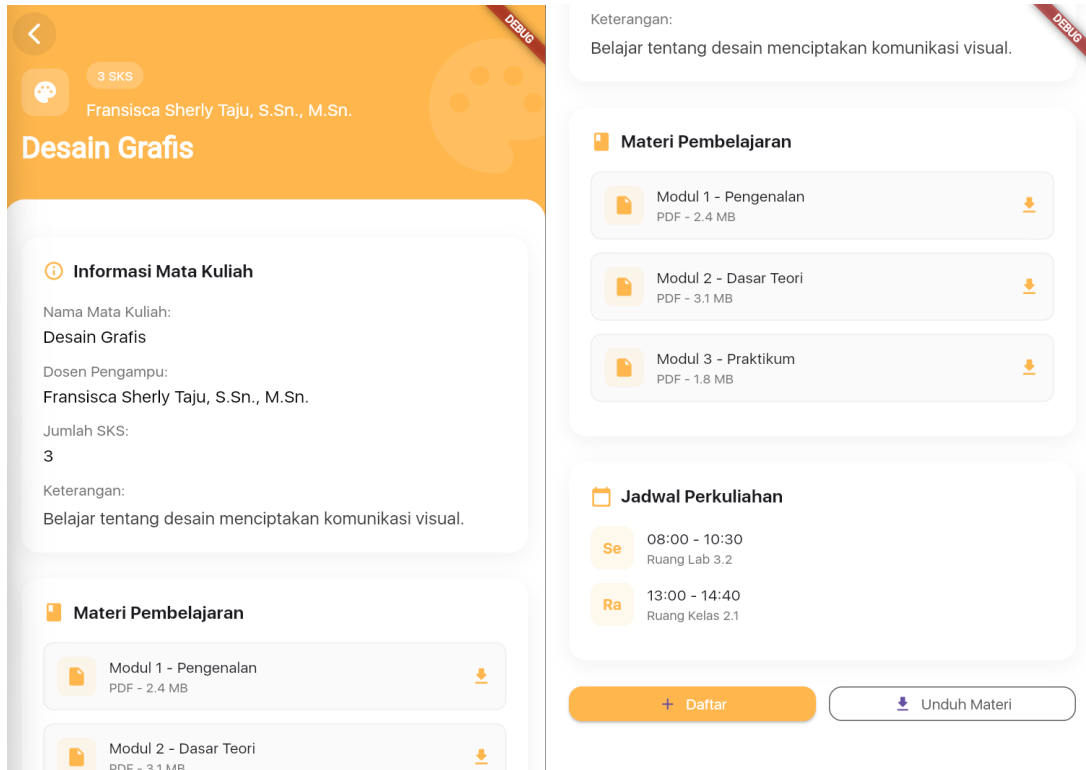 DEBUG
3 SKS
Fransisca Sherly Taju, S.Sn., M.Sn.
Desain Grafis
Informasi Mata Kuliah
Nama Mata Kuliah:
Desain Grafis
Dosen Pengampu:
Fransisca Sherly Taju, S.Sn., M.Sn.
Jumlah SKS:
3
Keterangan:
Belajar tentang desain menciptakan komunikasi visual.
Materi Pembelajaran
Modul 1 - Pengenalan
PDF - 2.4 MB
Modul 2 - Dasar Teori
PDF - 3.1 MB
Keterangan:
DEBUG
Belajar tentang desain menciptakan komunikasi visual.
Materi Pembelajaran
Modul 1 - Pengenalan
PDF - 2.4 MB
Modul 2 - Dasar Teori
PDF - 3.1 MB
Modul 3 - Praktikum
PDF - 1.8 MB
Jadwal Perkuliahan
Se
08:00 - 10:30
Ruang Lab 3.2
Ra
13:00 - 14:40
Ruang Kelas 2.1
+ Daftar
Unduh Materi